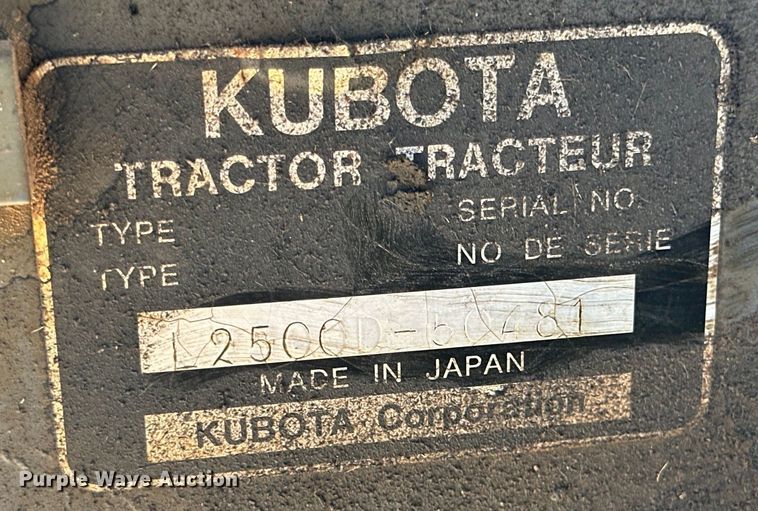 KUBOTA
TRACTOR TRACTEUR
TYPE SERIAL NO.
TYPE NO DE SERIE
L2500D-50481
MADE IN JAPAN
KUBOTA Corporation
Purple Wave Auction